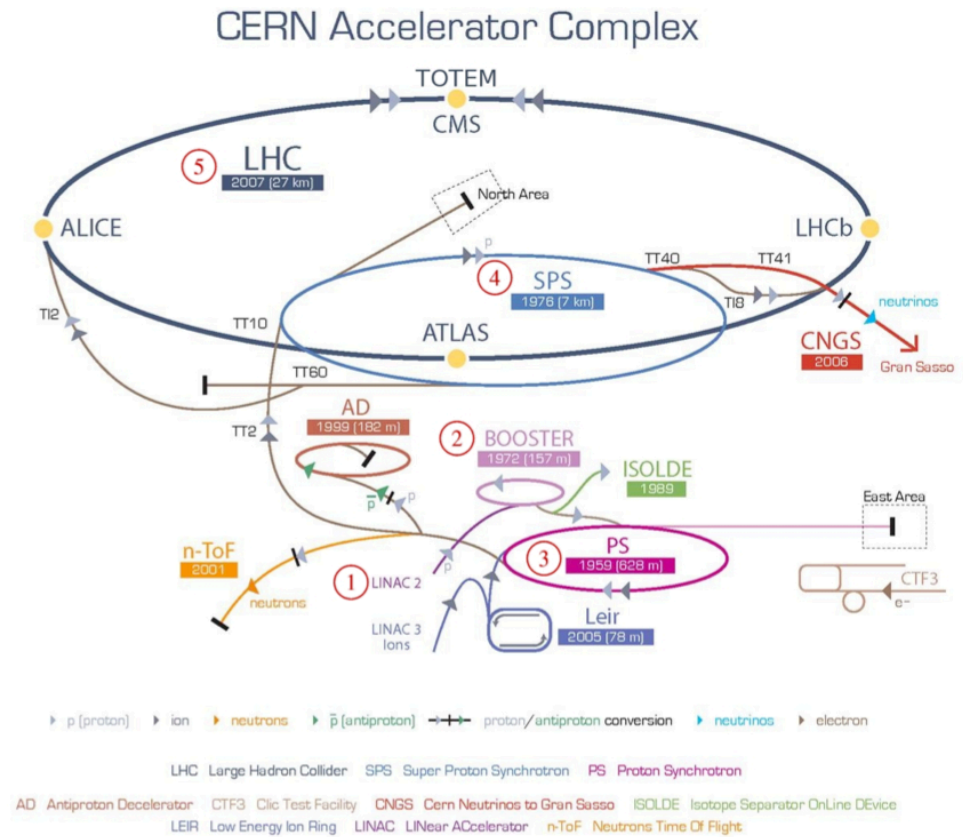 CERN Accelerator Complex
TOTEM
CMS
5
LHC
2007 (27 km)
North Area
ALICE
LHCb
p
4
SPS
1976 (7 km)
TT40
TT41
TI8
neutrinos
TI2
TT10
ATLAS
CNGS
2006
Gran Sasso
TT60
AD
1999 (182 m)
TT2
2
BOOSTER
1972 (157 m)
ISOLDE
1989
p̅
p
East Area
n-ToF
2001
neutrons
1
LINAC 2
p
3
PS
1959 (628 m)
CTF3
e−
LINAC 3
Ions
Leir
2005 (78 m)
p (proton) ion neutrons p̅ (antiproton) proton/antiproton conversion neutrinos electron
LHC Large Hadron Collider SPS Super Proton Synchrotron PS Proton Synchrotron
AD Antiproton Decelerator CTF3 Clic Test Facility CNGS Cern Neutrinos to Gran Sasso ISOLDE Isotope Separator OnLine DEvice
LEIR Low Energy Ion Ring LINAC LINear ACcelerator n-ToF Neutrons Time Of Flight